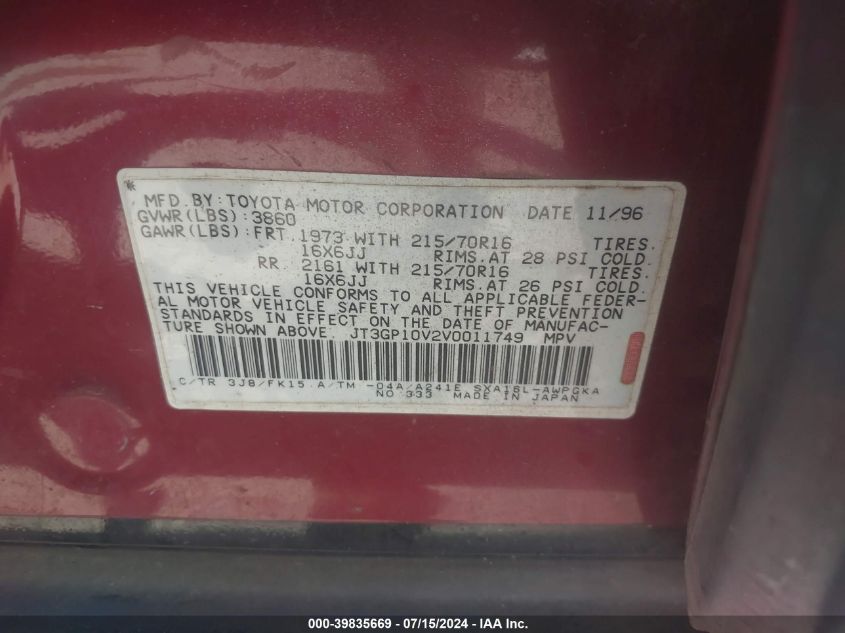 MFD. BY: TOYOTA MOTOR CORPORATION DATE 11/96
GVWR(LBS):3860
GAWR(LBS):FRT. 1973 WITH 215/70R16 TIRES.
16X6JJ RIMS.AT 28 PSI COLD.
RR. 2161 WITH 215/70R16 TIRES.
16X6JJ RIMS.AT 26 PSI COLD.
THIS VEHICLE CONFORMS TO ALL APPLICABLE FEDER-
AL MOTOR VEHICLE SAFETY AND THEFT PREVENTION
STANDARDS IN EFFECT ON THE DATE OF MANUFAC-
TURE SHOWN ABOVE. JT3GP10V2V0011749 MPV
C/TR 3J8/FK15 A/TM -04A/A241E SXA16L-AWPGKA
NO 333 MADE IN JAPAN
000-39835669 - 07/15/2024 - Copyright © 2024 - IAA, Inc.